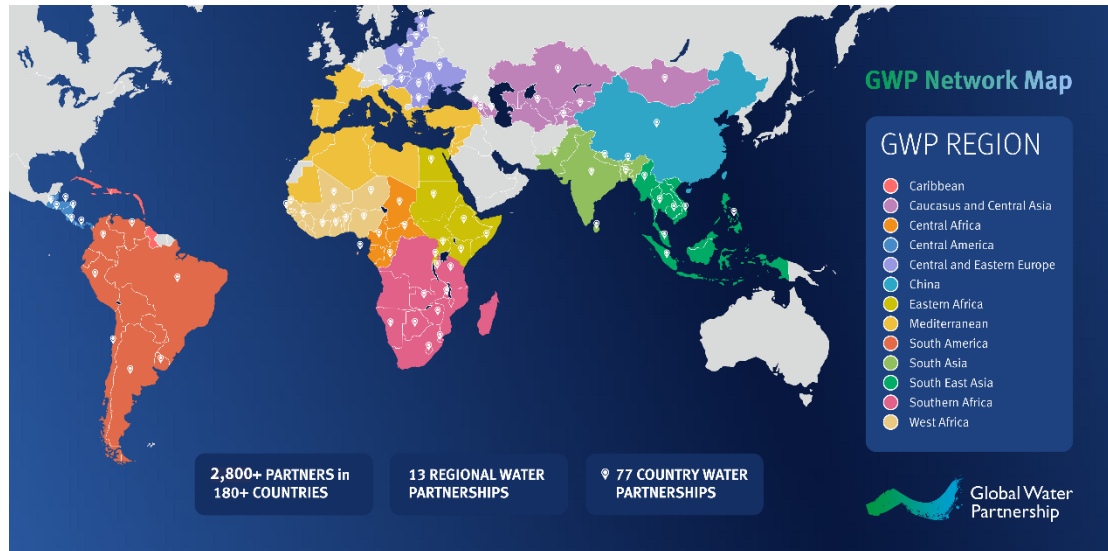 GWP Network Map
GWP REGION
Caribbean
Caucasus and Central Asia
Central Africa
Central America
Central and Eastern Europe
China
Eastern Africa
Mediterranean
South America
South Asia
South East Asia
Southern Africa
West Africa
2,800+ PARTNERS in
180+ COUNTRIES
13 REGIONAL WATER
PARTNERSHIPS
77 COUNTRY WATER
PARTNERSHIPS
Global Water
Partnership